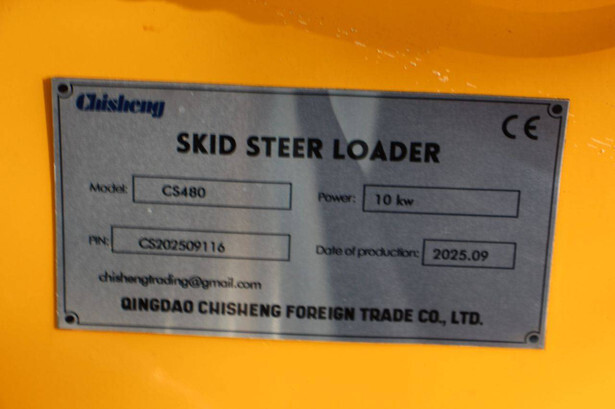 Chisheng
CE
SKID STEER LOADER
Model: CS480
Power: 10 kw
PIN: CS202509116
Date of production: 2025.09
chishengtrading@gmail.com
QINGDAO CHISHENG FOREIGN TRADE CO., LTD.